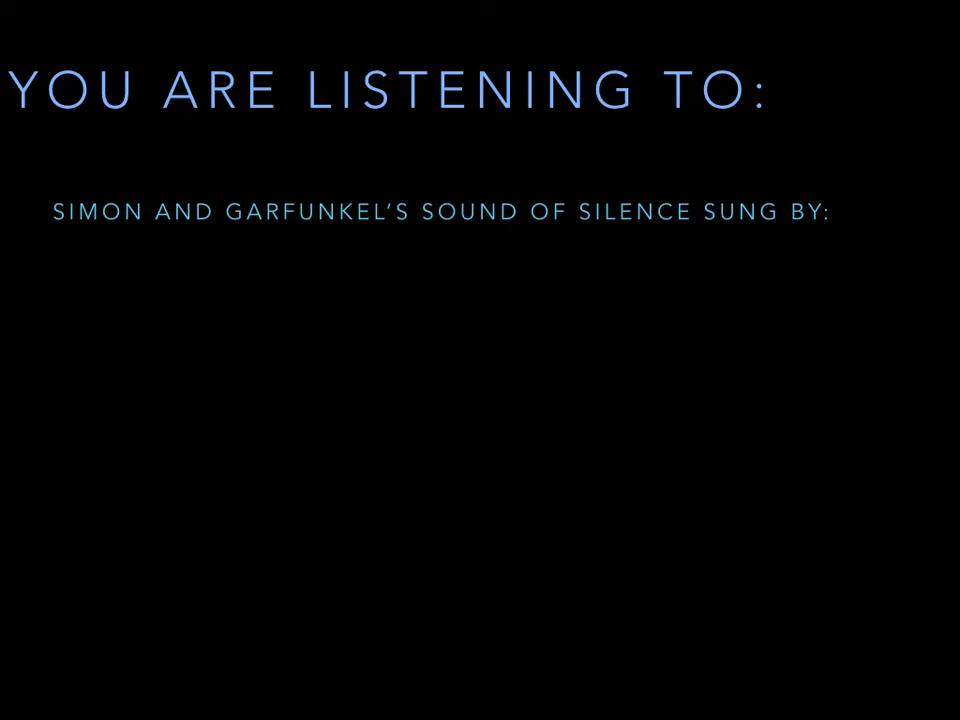 YOU ARE LISTENING TO:
SIMON AND GARFUNKEL’S SOUND OF SILENCE SUNG BY: